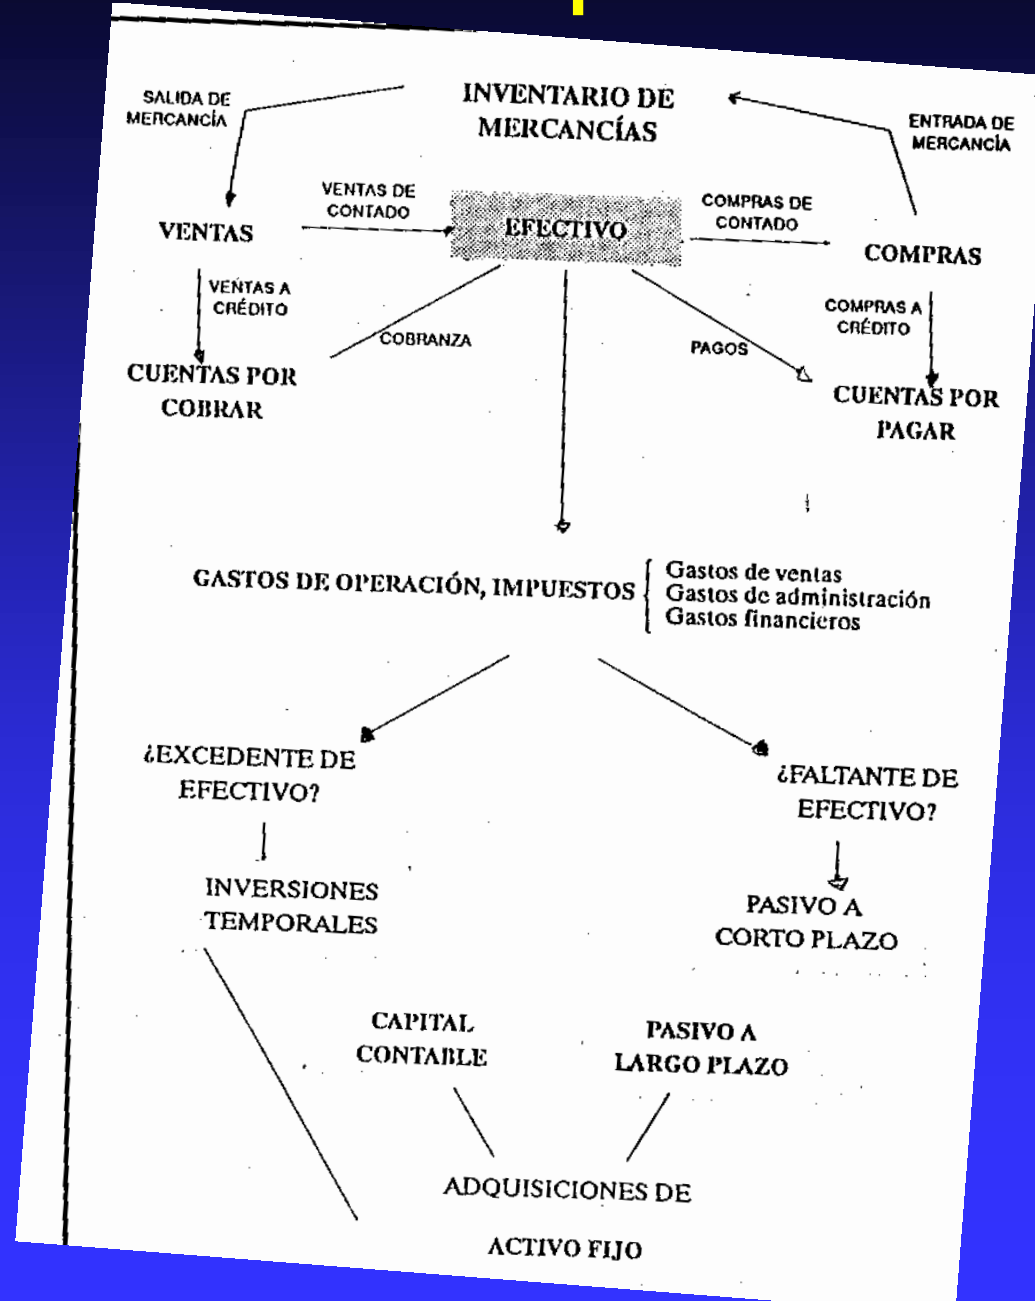 INVENTARIO DE
MERCANCÍAS
SALIDA DE
MERCANCÍA
ENTRADA DE
MERCANCÍA
VENTAS DE
CONTADO
COMPRAS DE
CONTADO
VENTAS
EFECTIVO
COMPRAS
VENTAS A
CRÉDITO
COMPRAS A
CRÉDITO
COBRANZA
PAGOS
CUENTAS POR
COBRAR
CUENTAS POR
PAGAR
GASTOS DE OPERACIÓN, IMPUESTOS
Gastos de ventas
Gastos de administración
Gastos financieros
¿EXCEDENTE DE
EFECTIVO?
¿FALTANTE DE
EFECTIVO?
INVERSIONES
TEMPORALES
PASIVO A
CORTO PLAZO
CAPITAL
CONTABLE
PASIVO A
LARGO PLAZO
ADQUISICIONES DE
ACTIVO FIJO